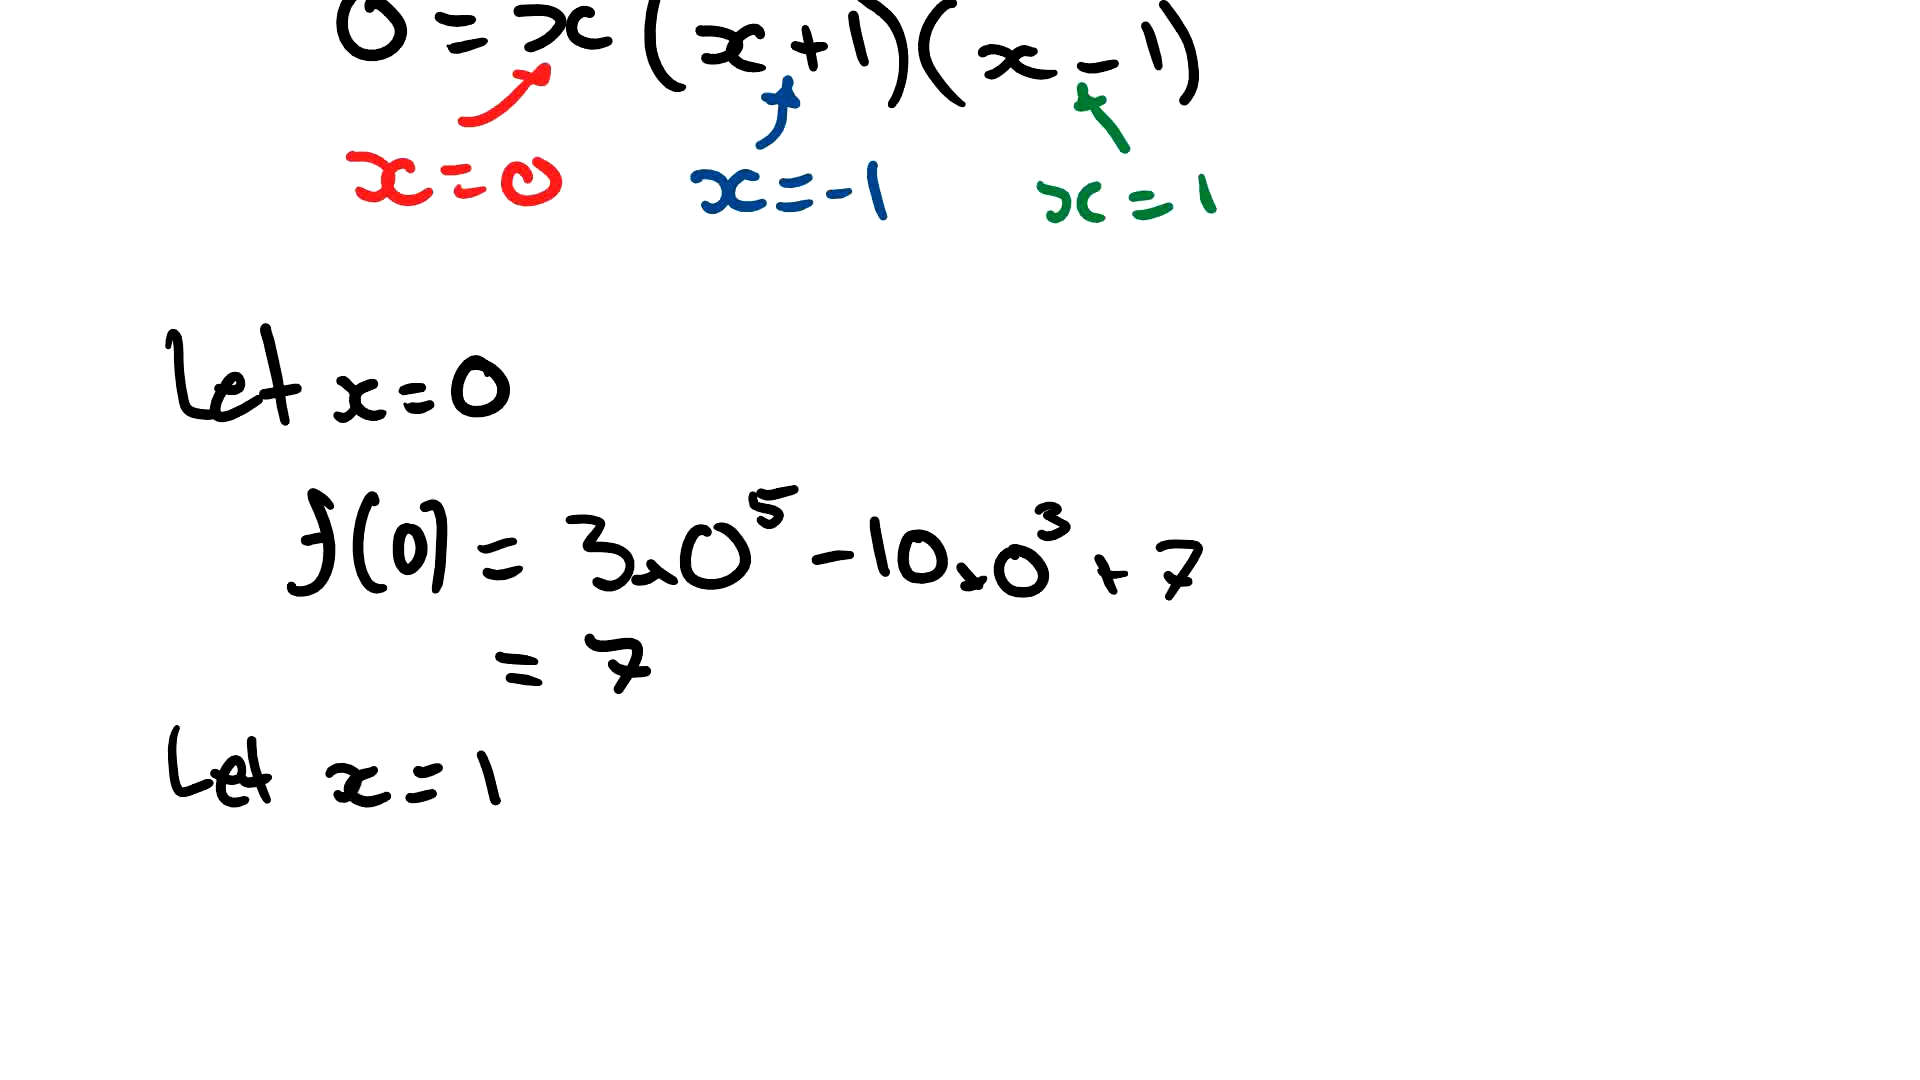 0 = x(x+1)(x-1)
x=0 x=-1 x=1
Let x=0
f(0) = 3×0⁵ - 10×0³ + 7
= 7
Let x=1